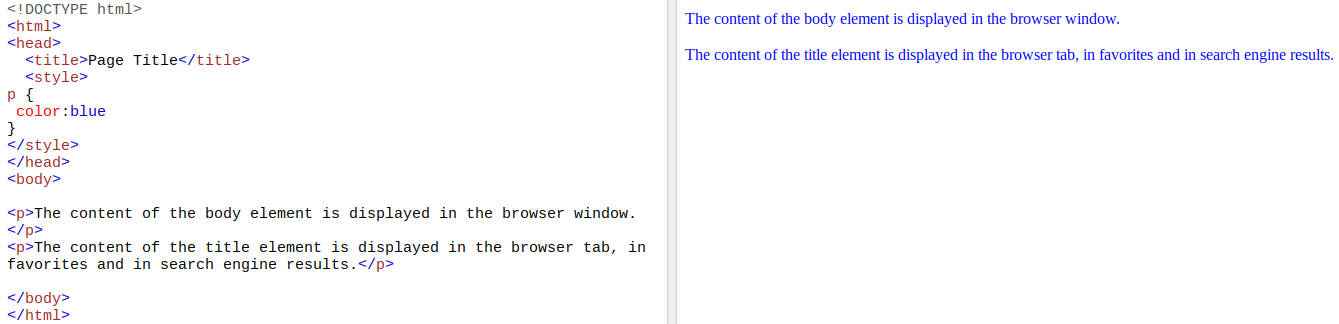 <!DOCTYPE html>
<html>
<head>
  <title>Page Title</title>
  <style>
p {
 color:blue
}
</style>
</head>
<body>
<p>The content of the body element is displayed in the browser window.
</p>
<p>The content of the title element is displayed in the browser tab, in
favorites and in search engine results.</p>
</body>
</html>
The content of the body element is displayed in the browser window.
The content of the title element is displayed in the browser tab, in favorites and in search engine results.